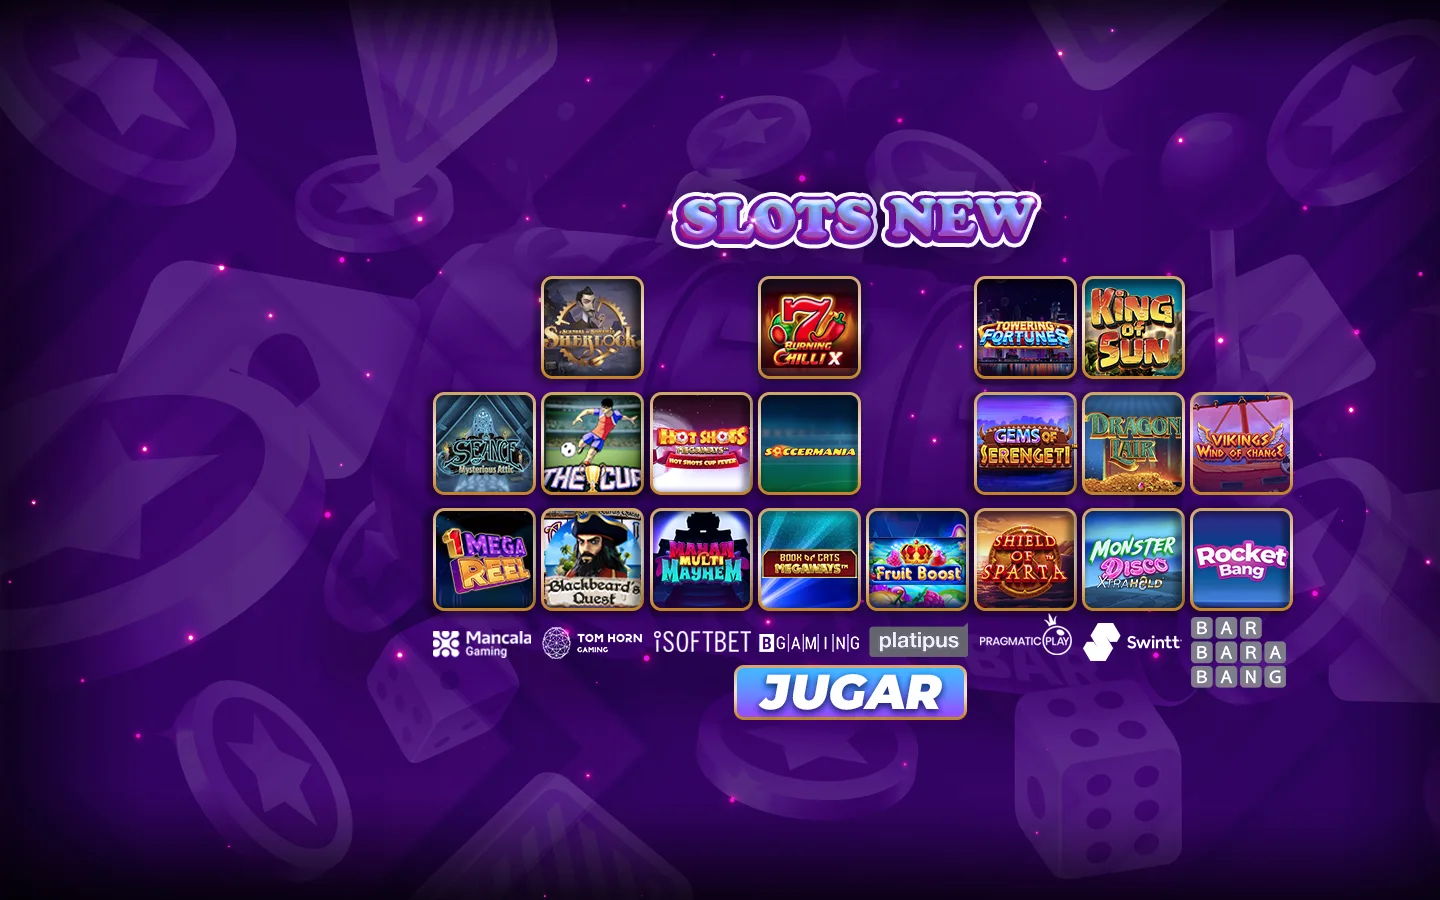 SLOTS NEW
SHERLOCK
7
BURNING
CHILLI X
TOWERING
FORTUNES
KING
OF
SUN
SEANCE
Mysterious Attic
THE CUP
HOT SHOTS
MEGAWAYS™
HOT SHOTS CUP FEVER
SOCCERMANIA
GEMS OF
SERENGETI
DRAGON
LAIR
VIKINGS
WIND OF CHANGE
1 MEGA
REEL
Blackbeard's
Quest
MAYAN
MULTI
MAYHEM
BOOK OF CATS
MEGAWAYS™
Fruit Boost
SHIELD
OF
SPARTA
MONSTER
DISCO
XTRAHOLD
Rocket
Bang
Mancala
Gaming
TOM HORN
GAMING
iSOFTBET
BGAMING
platipus
PRAGMATIC PLAY
Swintt
BAR
BARA
BANG
JUGAR